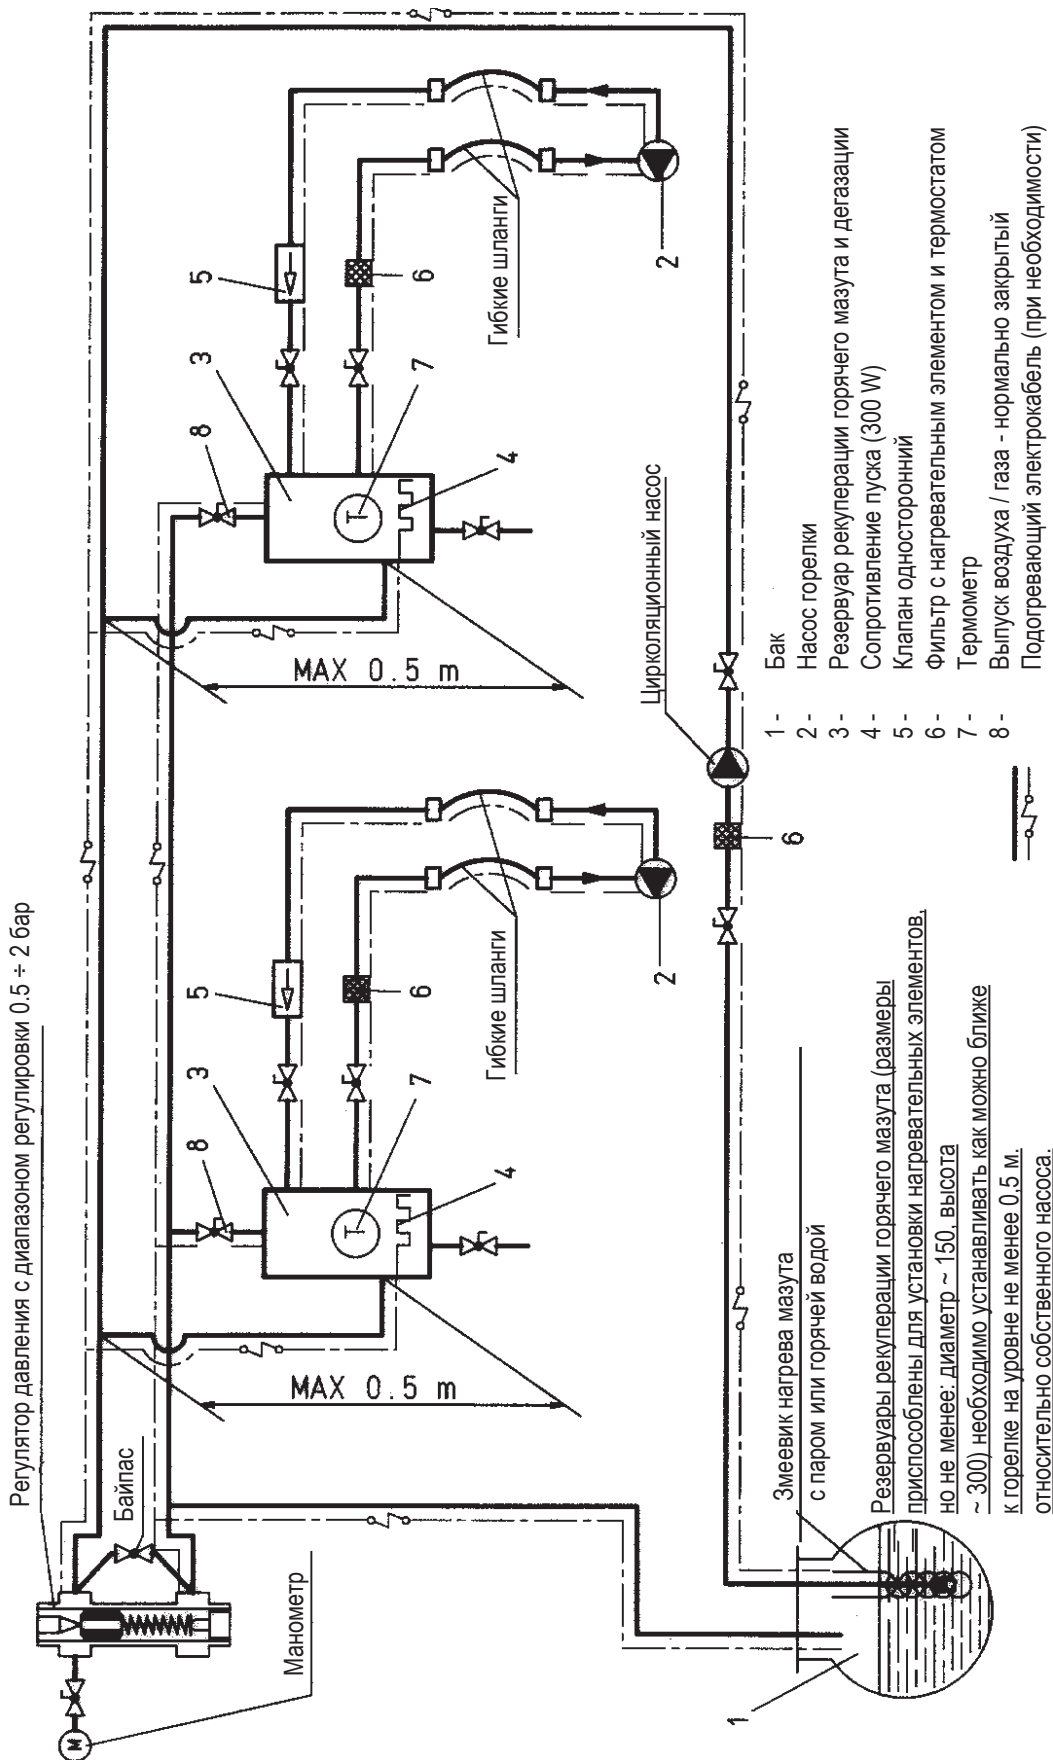 Регулятор давления с диапазоном регулировки 0.5 ÷ 2 бар
Байпас
Манометр
M
MAX 0.5 m
MAX 0.5 m
8
3
5
T
7
6
4
Гибкие шланги
2
8
3
5
T
7
6
4
Гибкие шланги
2
Цирколяционный насос
6
1
Змеевик нагрева мазута
с паром или горячей водой
Резервуары рекуперации горячего мазута (размеры
приспособлены для установки нагревательных элементов,
но не менее: диаметр ~ 150, высота
~ 300) необходимо устанавливать как можно ближе
к горелке на уровне не менее 0,5 м.
относительно собственного насоса.
1 - Бак
2 - Насос горелки
3 - Резервуар рекуперации горячего мазута и дегазации
4 - Сопротивление пуска (300 W)
5 - Клапан односторонний
6 - Фильтр с нагревательным элементом и термостатом
7 - Термометр
8 - Выпуск воздуха / газа - нормально закрытый
Подогревающий электрокабель (при необходимости)